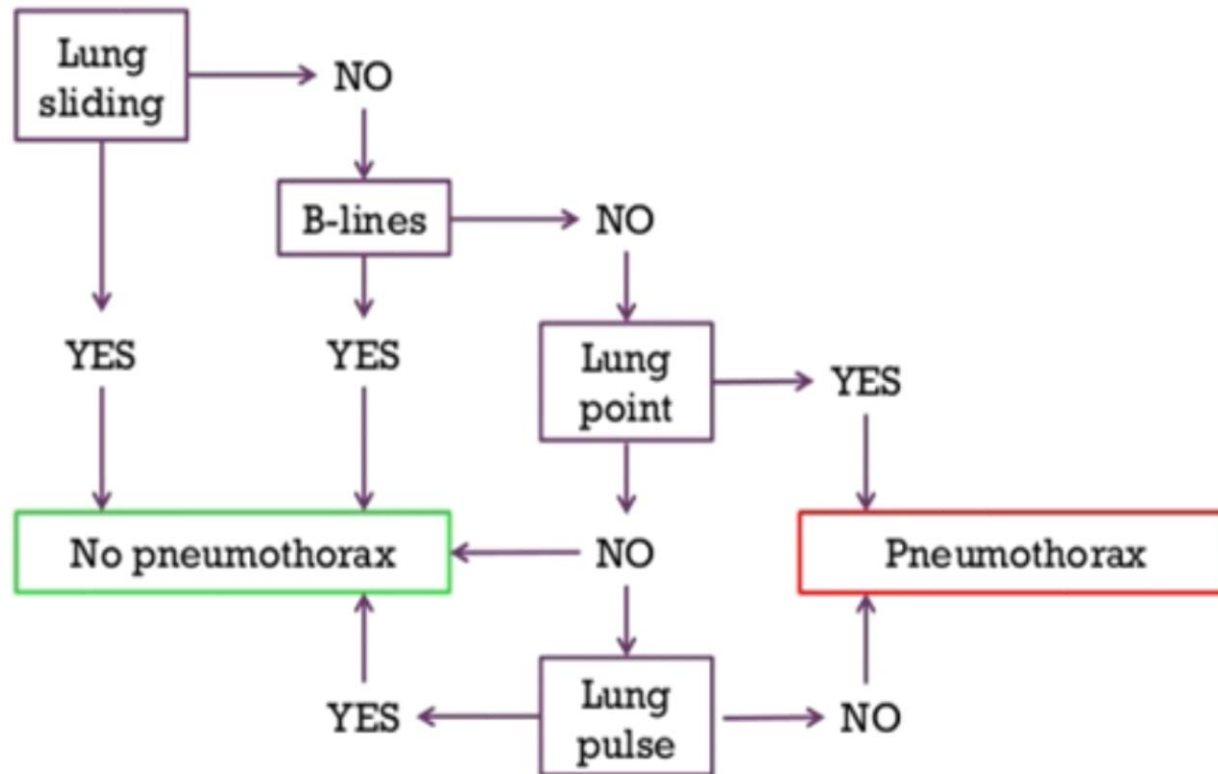 Lung
sliding
NO
B-lines
NO
YES
YES
Lung
point
YES
No pneumothorax
NO
Pneumothorax
YES
Lung
pulse
NO